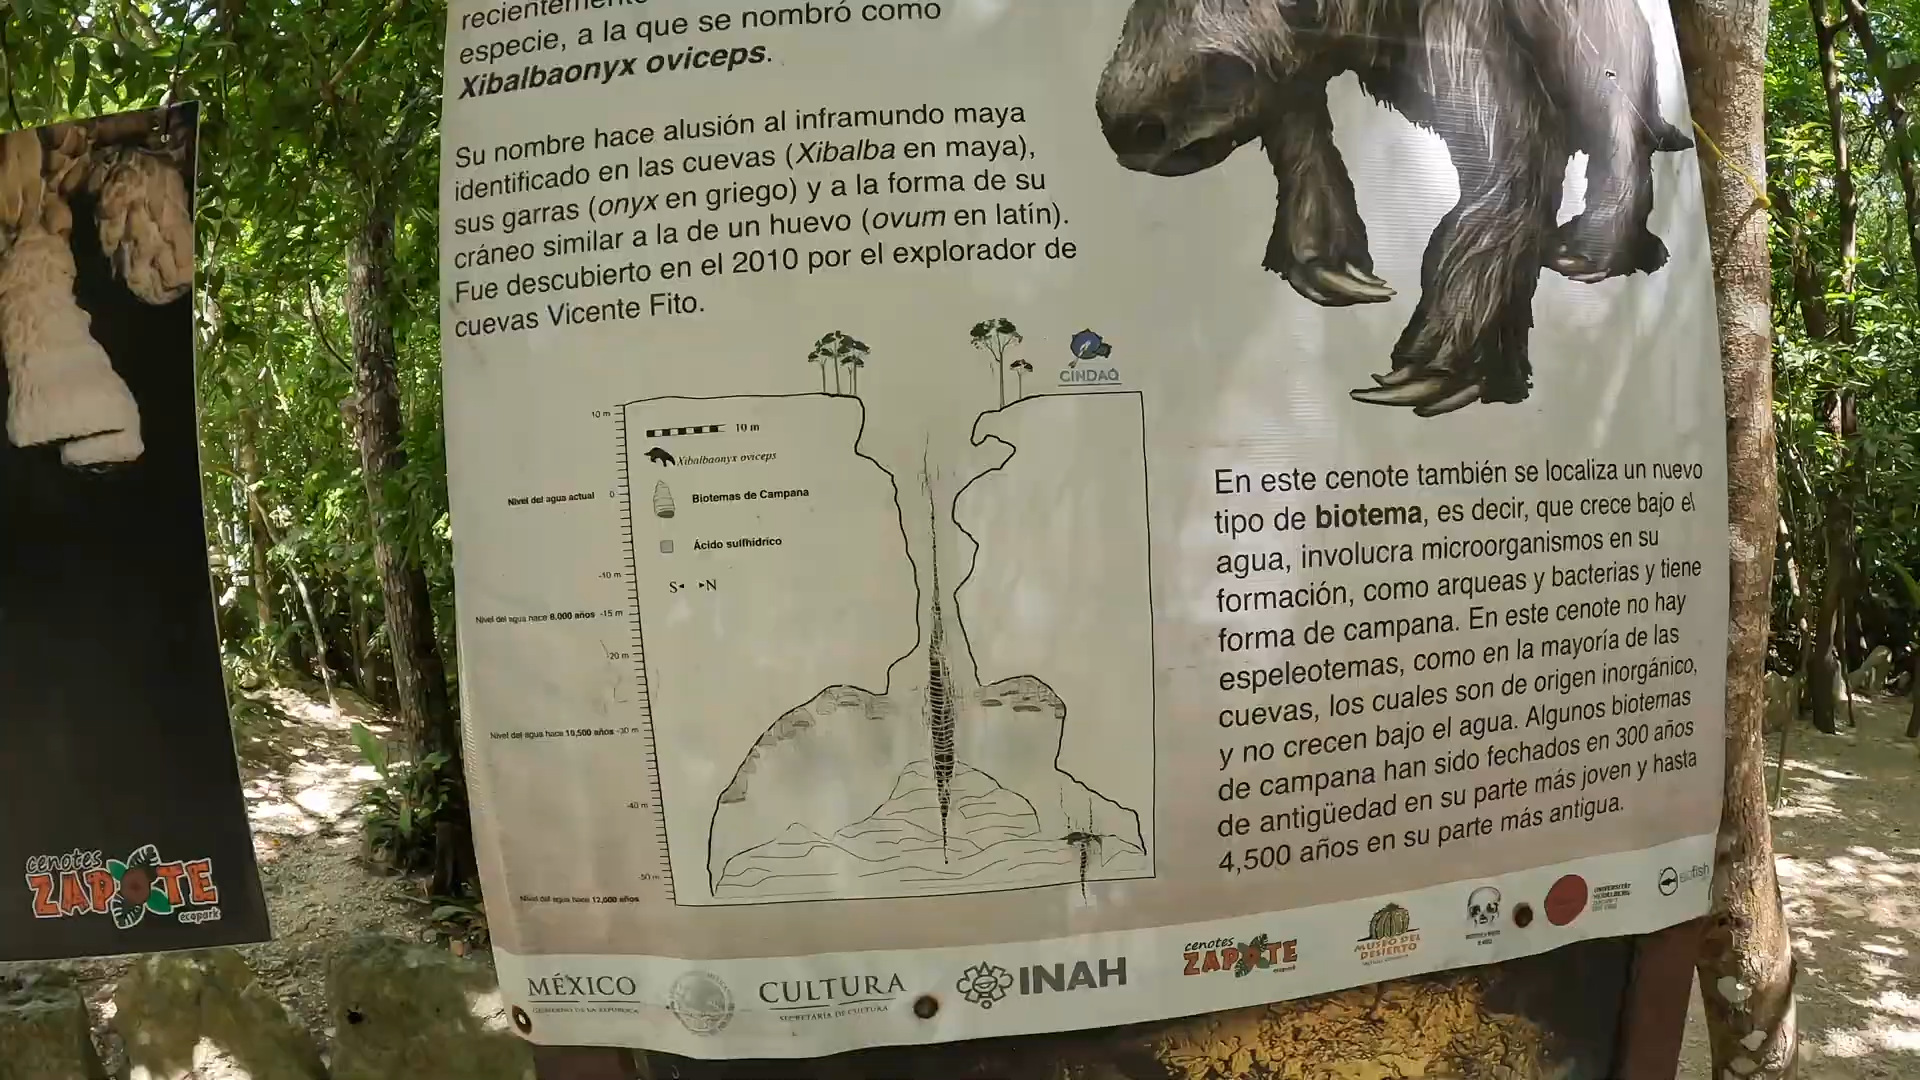 recientemente
especie, a la que se nombró como
Xibalbaonyx oviceps.
Su nombre hace alusión al inframundo maya
identificado en las cuevas (Xibalba en maya),
sus garras (onyx en griego) y a la forma de su
cráneo similar a la de un huevo (ovum en latín).
Fue descubierto en el 2010 por el explorador de
cuevas Vicente Fito.
CINDAQ
10 m
10 m
Xibalbaonyx oviceps
Nivel del agua actual 0
Biotemas de Campana
Ácido sulfhídrico
-10 m
S N
Nivel del agua hace 8,000 años -15 m
-20 m
Nivel del agua hace 10,500 años -30 m
-40 m
-50 m
Nivel del agua hace 12,000 años
En este cenote también se localiza un nuevo
tipo de biotema, es decir, que crece bajo el
agua, involucra microorganismos en su
formación, como arqueas y bacterias y tiene
forma de campana. En este cenote no hay
espeleotemas, como en la mayoría de las
cuevas, los cuales son de origen inorgánico,
y no crecen bajo el agua. Algunos biotemas
de campana han sido fechados en 300 años
de antigüedad en su parte más joven y hasta
4,500 años en su parte más antigua.
cenotes
ZAPOTE
ecopark
MÉXICO
GOBIERNO DE LA REPÚBLICA
CULTURA
SECRETARÍA DE CULTURA
INAH
cenotes
ZAPOTE
ecopark
MUSEO DEL
DESIERTO
UNIVERSITÄT
HEIDELBERG